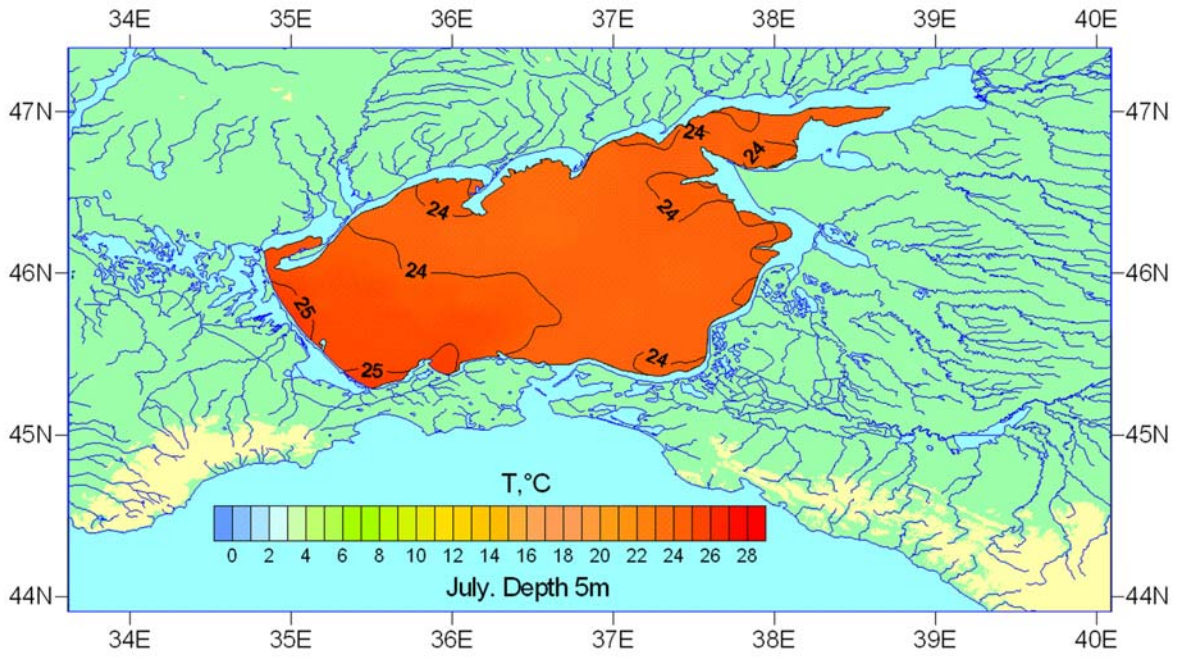 34E 35E 36E 37E 38E 39E 40E
47N 24 47N
24
24 24
46N 24 46N
25
24
25
45N 45N
T,°C
0 2 4 6 8 10 12 14 16 18 20 22 24 26 28
July. Depth 5m
44N 44N
34E 35E 36E 37E 38E 39E 40E